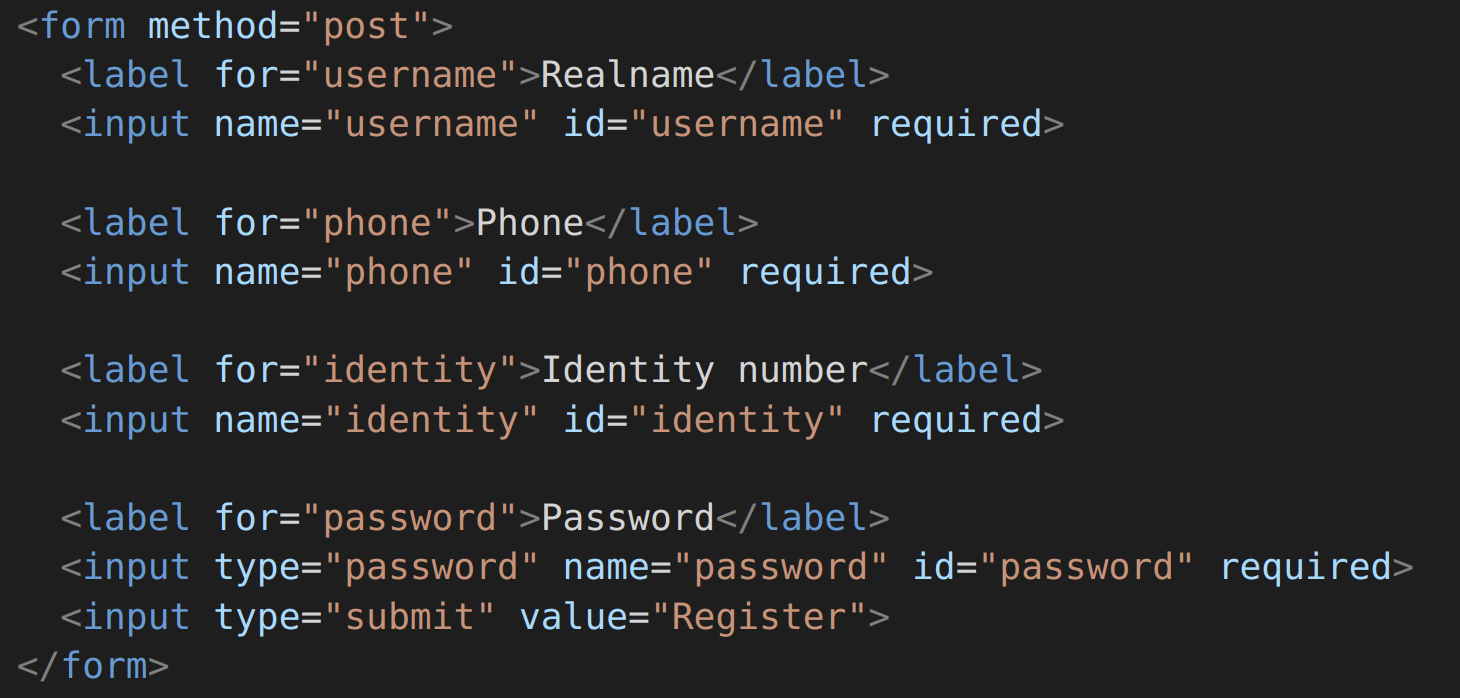 <form method="post">
  <label for="username">Realname</label>
  <input name="username" id="username" required>

  <label for="phone">Phone</label>
  <input name="phone" id="phone" required>

  <label for="identity">Identity number</label>
  <input name="identity" id="identity" required>

  <label for="password">Password</label>
  <input type="password" name="password" id="password" required>
  <input type="submit" value="Register">
</form>